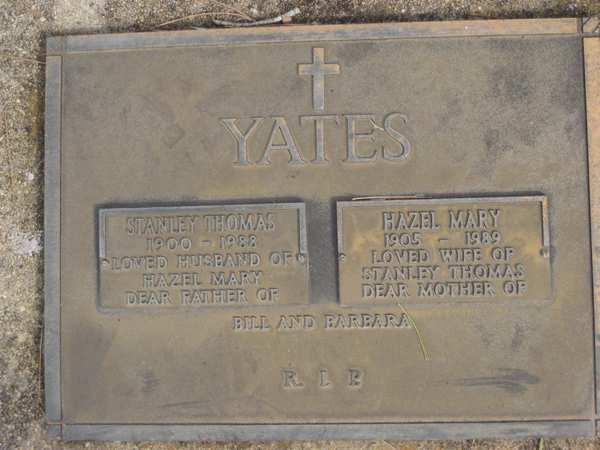 YATES
STANLEY THOMAS
1900 - 1988
LOVED HUSBAND OF
HAZEL MARY
DEAR FATHER OF
HAZEL MARY
1905 - 1989
LOVED WIFE OF
STANLEY THOMAS
DEAR MOTHER OF
BILL AND BARBARA
R. I. P.